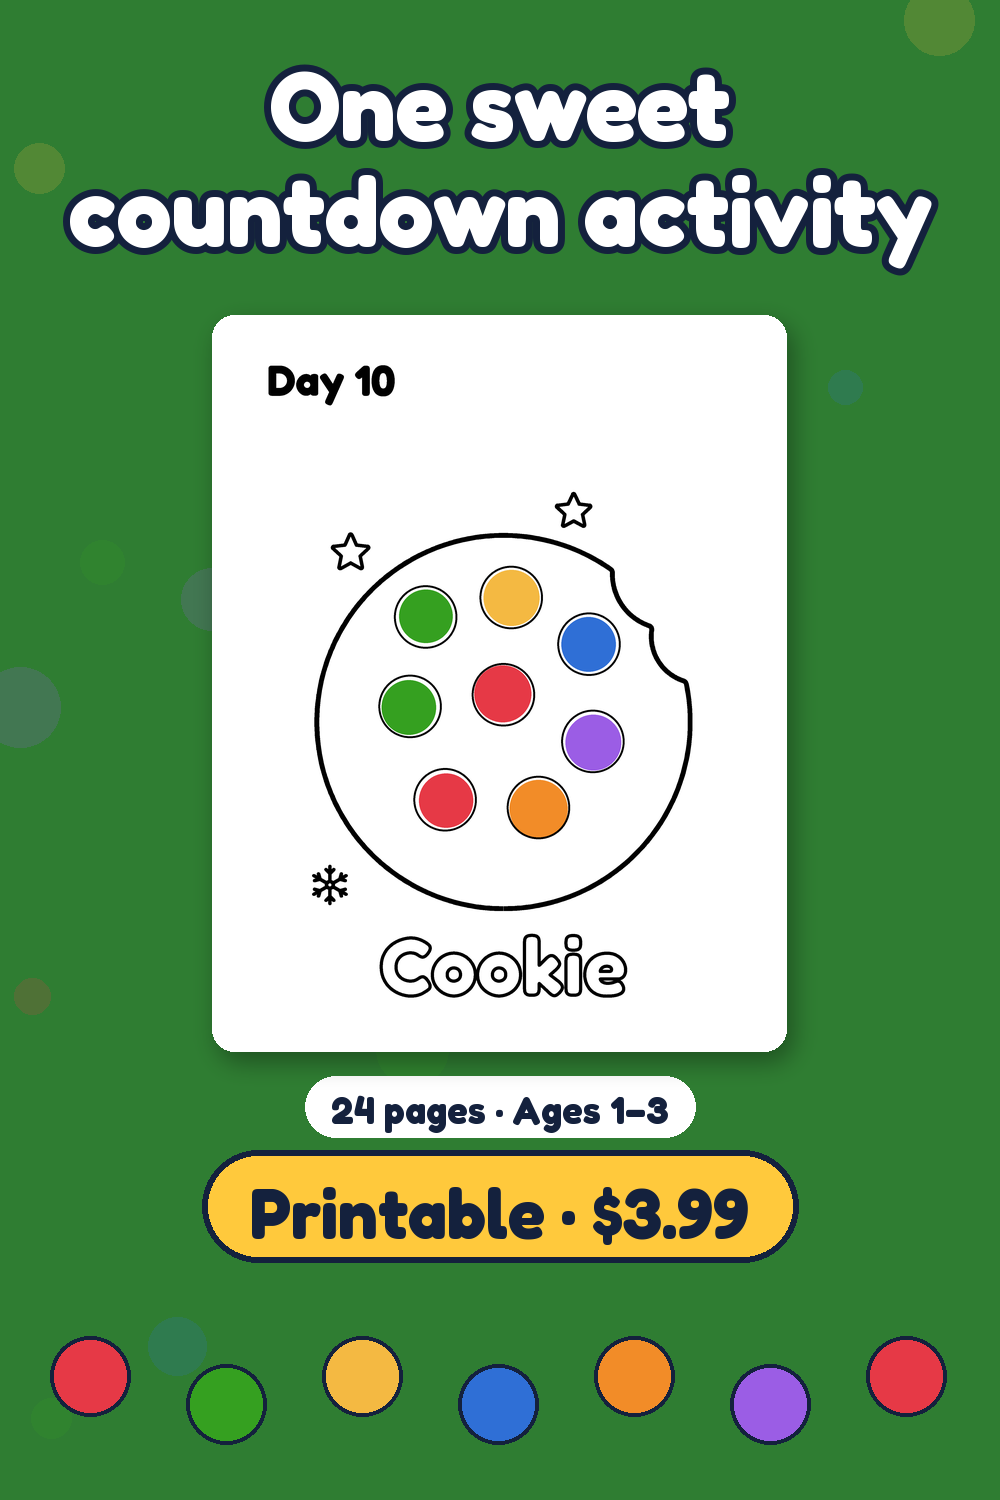 One sweet
countdown activity
Day 10
Cookie
24 pages · Ages 1–3
Printable · $3.99